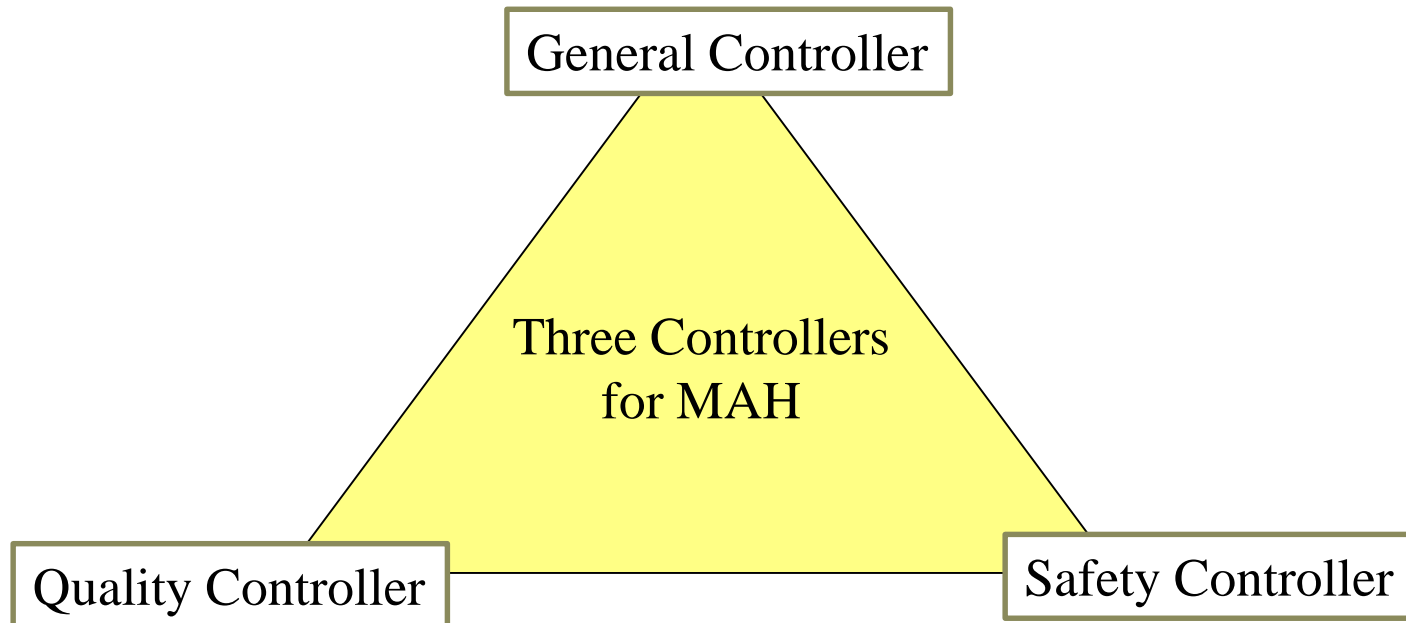 General Controller
Three Controllers
for MAH
Quality Controller
Safety Controller